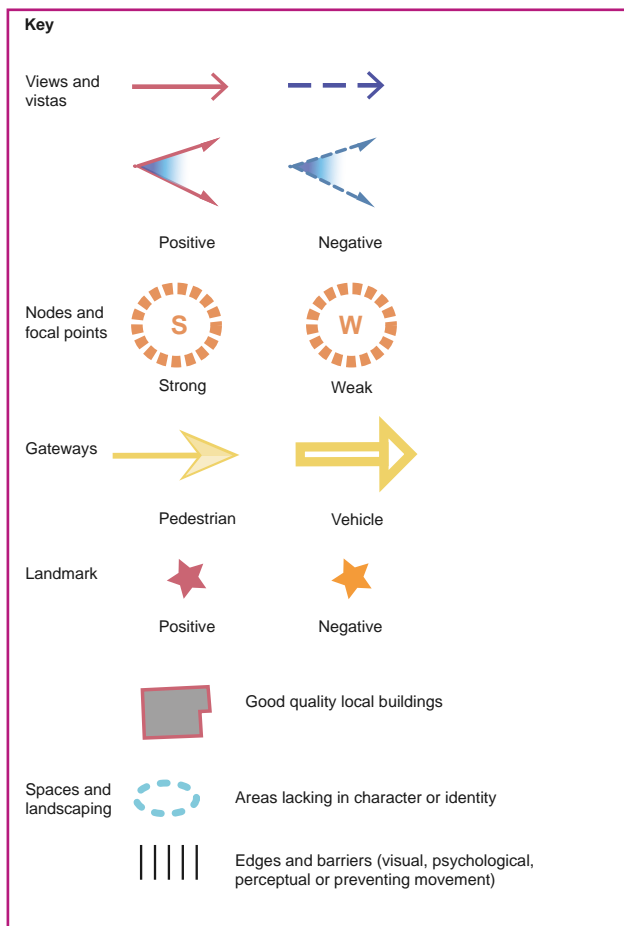 Key
Views and
vistas
Positive
Negative
Nodes and
focal points
S
W
Strong
Weak
Gateways
Pedestrian
Vehicle
Landmark
Positive
Negative
Good quality local buildings
Spaces and
landscaping
Areas lacking in character or identity
Edges and barriers (visual, psychological,
perceptual or preventing movement)